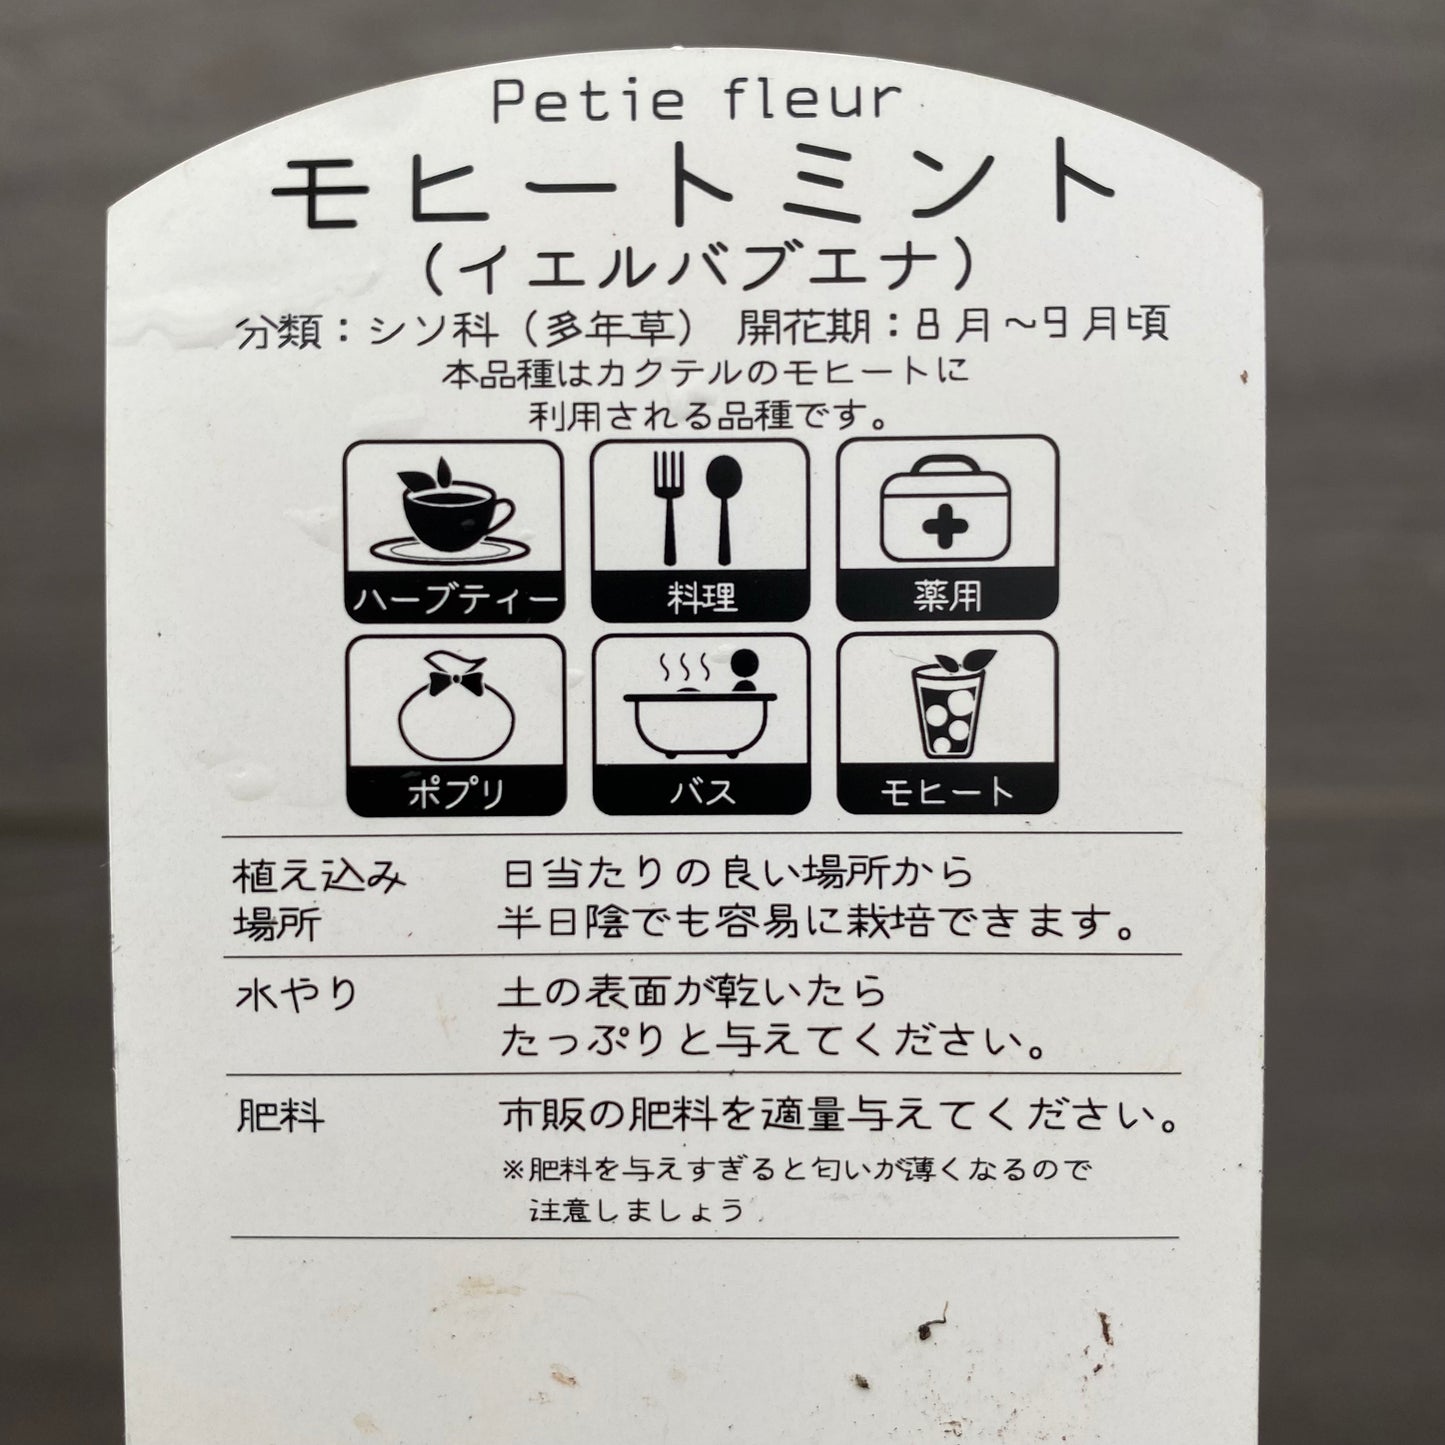 Petie fleur
モヒートミント
(イエルバブエナ)
分類：シソ科（多年草） 開花期：8月～9月頃
本品種はカクテルのモヒートに
利用される品種です。
ハーブティー 料理 薬用
ポプリ バス モヒート
植え込み 日当たりの良い場所から
場所 半日陰でも容易に栽培できます。
水やり 土の表面が乾いたら
たっぷりと与えてください。
肥料 市販の肥料を適量与えてください。
※肥料を与えすぎると匂いが薄くなるので
注意しましょう